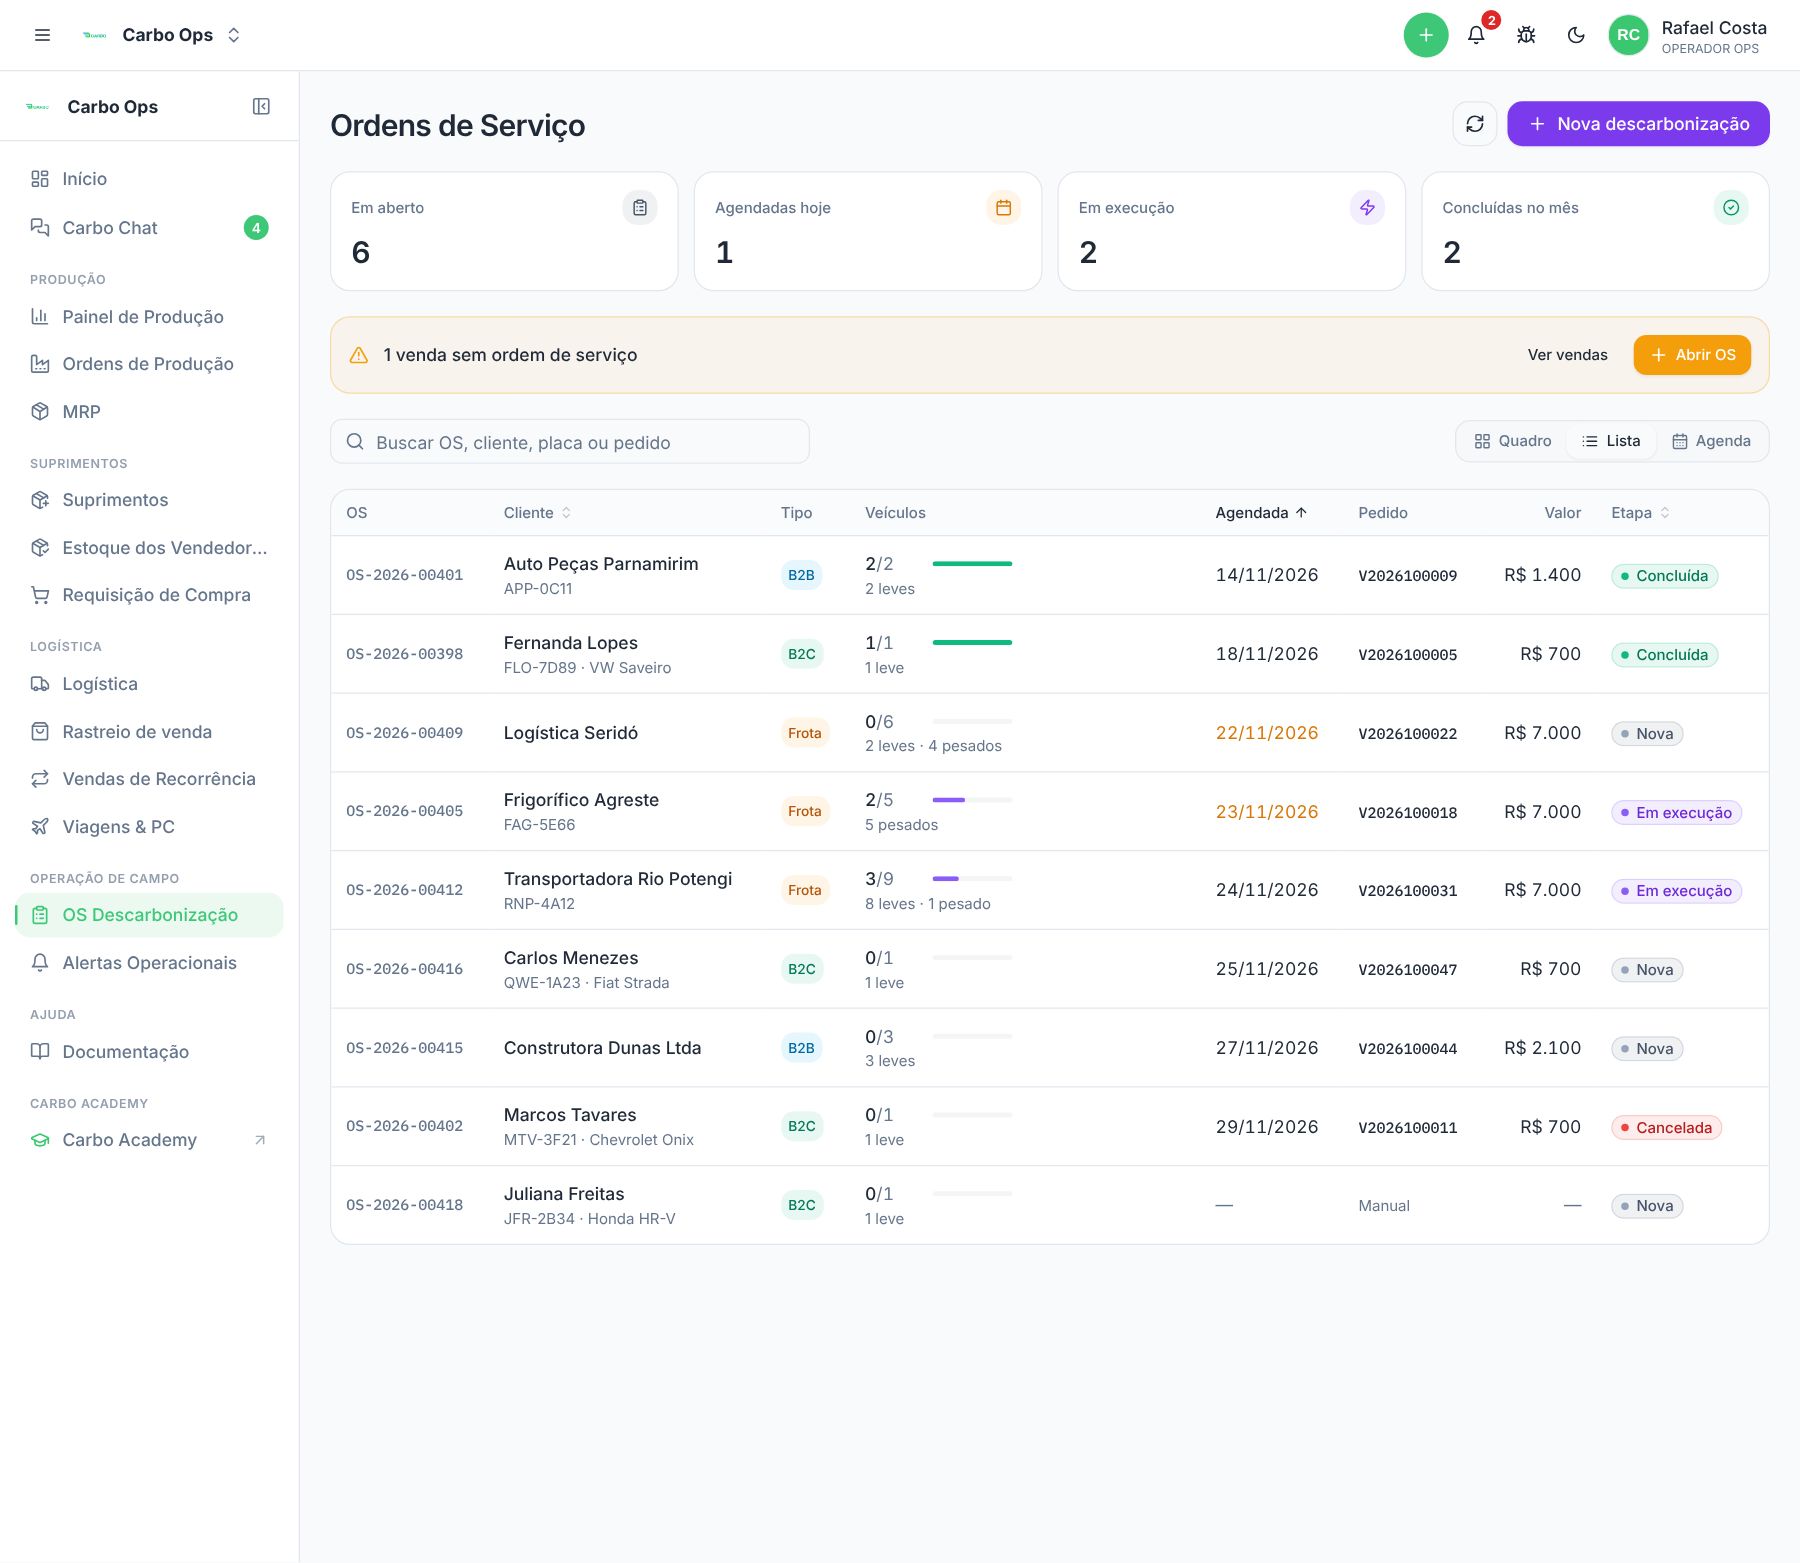 Carbo Ops
+
2
RC
Rafael Costa
OPERADOR OPS
Carbo Ops
Início
Carbo Chat
4
PRODUÇÃO
Painel de Produção
Ordens de Produção
MRP
SUPRIMENTOS
Suprimentos
Estoque dos Vendedor...
Requisição de Compra
LOGÍSTICA
Logística
Rastreio de venda
Vendas de Recorrência
Viagens & PC
OPERAÇÃO DE CAMPO
OS Descarbonização
Alertas Operacionais
AJUDA
Documentação
CARBO ACADEMY
Carbo Academy
Ordens de Serviço
+ Nova descarbonização
Em aberto
6
Agendadas hoje
1
Em execução
2
Concluídas no mês
2
1 venda sem ordem de serviço
Ver vendas
+ Abrir OS
Buscar OS, cliente, placa ou pedido
Quadro Lista Agenda
OS Cliente Tipo Veículos Agendada Pedido Valor Etapa
OS-2026-00401 Auto Peças Parnamirim B2B 2/2 14/11/2026 V2026100009 R$ 1.400 Concluída
APP-0C11 2 leves
OS-2026-00398 Fernanda Lopes B2C 1/1 18/11/2026 V2026100005 R$ 700 Concluída
FLO-7D89 · VW Saveiro 1 leve
OS-2026-00409 Logística Seridó Frota 0/6 22/11/2026 V2026100022 R$ 7.000 Nova
2 leves · 4 pesados
OS-2026-00405 Frigorífico Agreste Frota 2/5 23/11/2026 V2026100018 R$ 7.000 Em execução
FAG-5E66 5 pesados
OS-2026-00412 Transportadora Rio Potengi Frota 3/9 24/11/2026 V2026100031 R$ 7.000 Em execução
RNP-4A12 8 leves · 1 pesado
OS-2026-00416 Carlos Menezes B2C 0/1 25/11/2026 V2026100047 R$ 700 Nova
QWE-1A23 · Fiat Strada 1 leve
OS-2026-00415 Construtora Dunas Ltda B2B 0/3 27/11/2026 V2026100044 R$ 2.100 Nova
3 leves
OS-2026-00402 Marcos Tavares B2C 0/1 29/11/2026 V2026100011 R$ 700 Cancelada
MTV-3F21 · Chevrolet Onix 1 leve
OS-2026-00418 Juliana Freitas B2C 0/1 — Manual — Nova
JFR-2B34 · Honda HR-V 1 leve